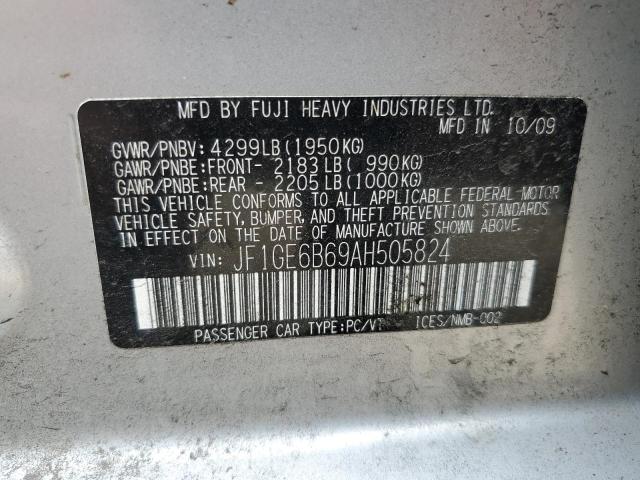 MFD BY FUJI HEAVY INDUSTRIES LTD.
MFD IN 10/09
GVWR/PNBV: 4299LB(1950KG)
GAWR/PNBE:FRONT- 2183LB( 990KG)
GAWR/PNBE:REAR - 2205LB(1000KG)
THIS VEHICLE CONFORMS TO ALL APPLICABLE FEDERAL MOTOR
VEHICLE SAFETY, BUMPER, AND THEFT PREVENTION
STANDARDS IN EFFECT ON THE DATE OF MANUFACTURE SHOWN ABOVE.
VIN: JF1GE6B69AH505824
PASSENGER CAR TYPE:PC/VT ICES/NMB-002